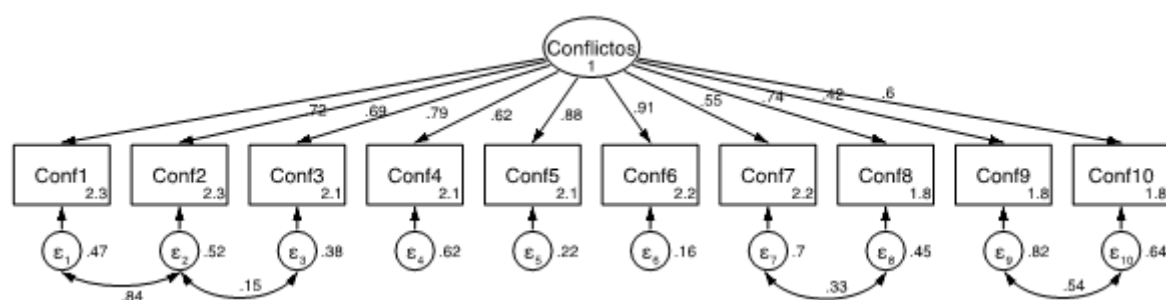 Conflictos
1
.72 .69 .79 .62 .88 .91 .55 .74 .42 .6
Conf1 Conf2 Conf3 Conf4 Conf5 Conf6 Conf7 Conf8 Conf9 Conf10
2.3 2.3 2.1 2.1 2.1 2.2 2.2 1.8 1.8 1.8
ε1 .47 ε2 .52 ε3 .38 ε4 .62 ε5 .22 ε6 .16 ε7 .7 ε8 .45 ε9 .82 ε10 .64
.84 .15 .33 .54